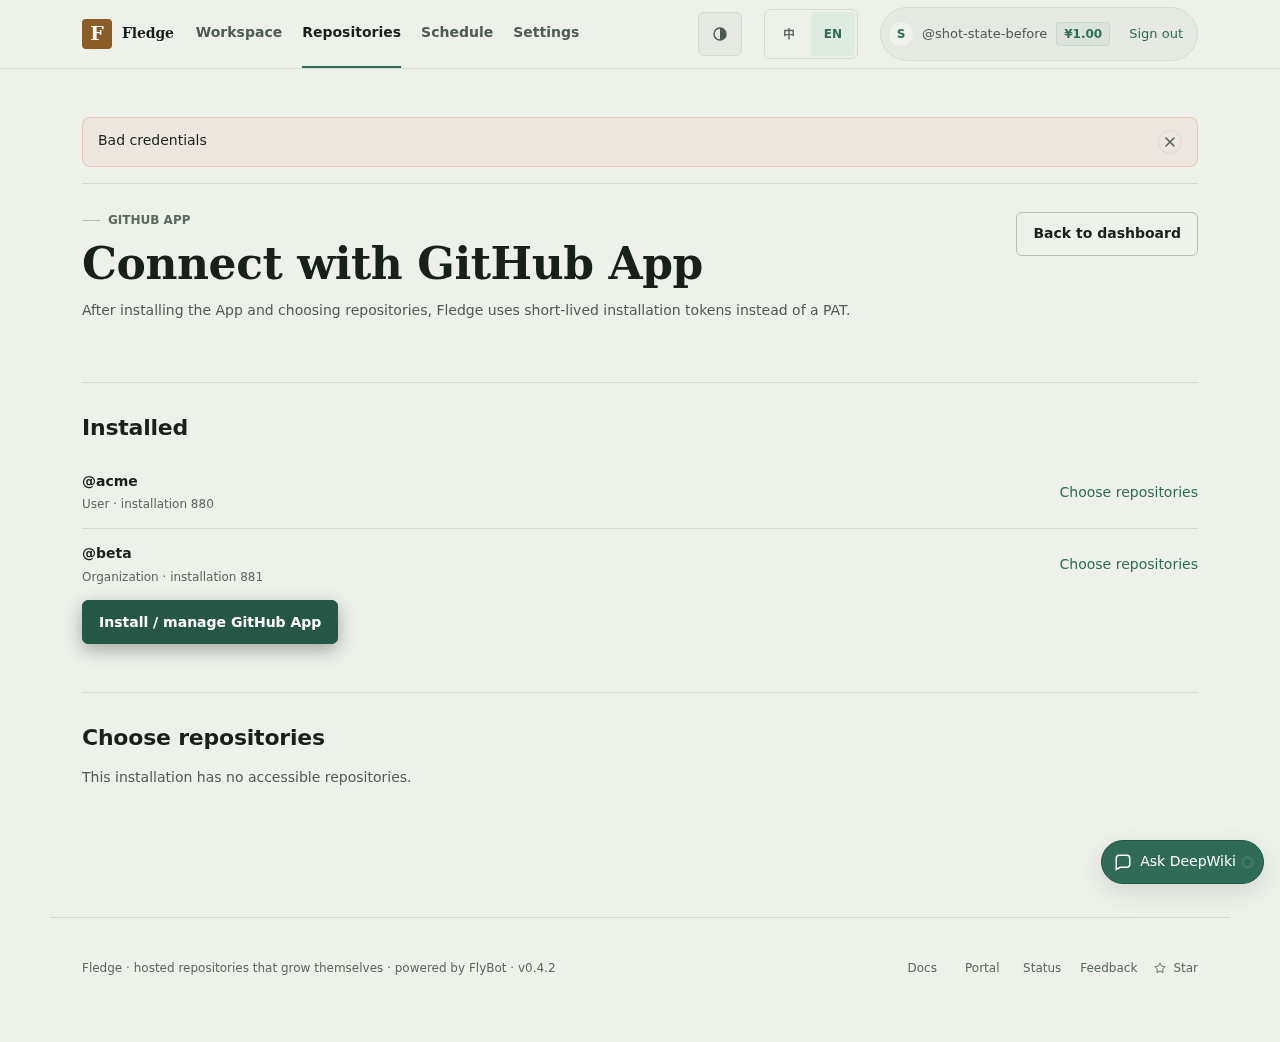 F Fledge Workspace Repositories Schedule Settings 中 EN S @shot-state-before ¥1.00 Sign out
Bad credentials
GITHUB APP
Back to dashboard
Connect with GitHub App
After installing the App and choosing repositories, Fledge uses short-lived installation tokens instead of a PAT.
Installed
@acme
User · installation 880
Choose repositories
@beta
Organization · installation 881
Choose repositories
Install / manage GitHub App
Choose repositories
This installation has no accessible repositories.
Ask DeepWiki
Fledge · hosted repositories that grow themselves · powered by FlyBot · v0.4.2 Docs Portal Status Feedback Star